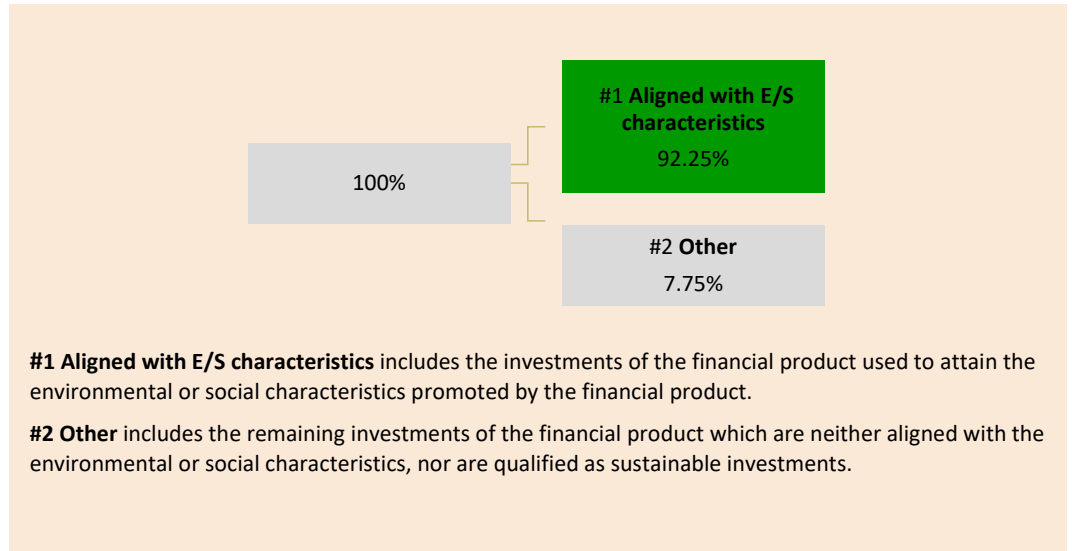 #1 Aligned with E/S
characteristics
92.25%
100%
#2 Other
7.75%
#1 Aligned with E/S characteristics includes the investments of the financial product used to attain the
environmental or social characteristics promoted by the financial product.
#2 Other includes the remaining investments of the financial product which are neither aligned with the
environmental or social characteristics, nor are qualified as sustainable investments.